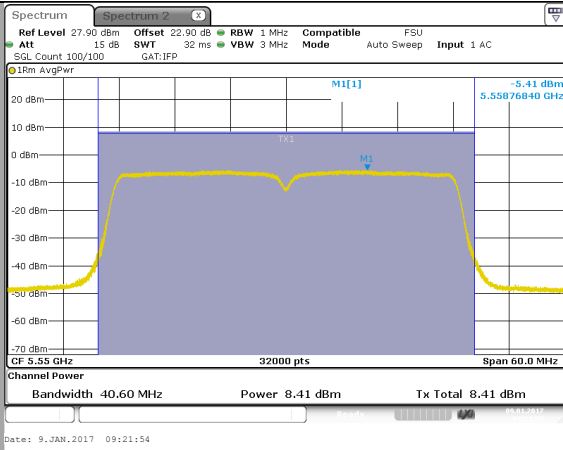 Spectrum
Spectrum 2 X
Ref Level 27.90 dBm Offset 22.90 dB RBW 1 MHz Compatible FSU
Att 15 dB SWT 32 ms VBW 3 MHz Mode Auto Sweep Input 1 AC
SGL Count 100/100 GAT:IFP
1Rm AvgPwr
M1[1] -5.41 dBm
5.55876840 GHz
20 dBm
10 dBm
TX1
0 dBm
M1
-10 dBm
-20 dBm
-30 dBm
-40 dBm
-50 dBm
-60 dBm
-70 dBm
CF 5.55 GHz 32000 pts Span 60.0 MHz
Channel Power
Bandwidth 40.60 MHz Power 8.41 dBm Tx Total 8.41 dBm
Ready 09.01.2017
Date: 9.JAN.2017 09:21:54